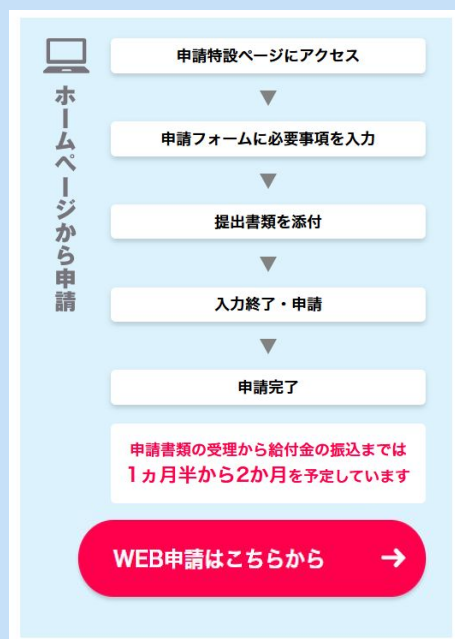 ホームページから申請
申請特設ページにアクセス
申請フォームに必要事項を入力
提出書類を添付
入力終了・申請
申請完了
申請書類の受理から給付金の振込までは
1ヵ月半から2か月を予定しています
WEB申請はこちらから